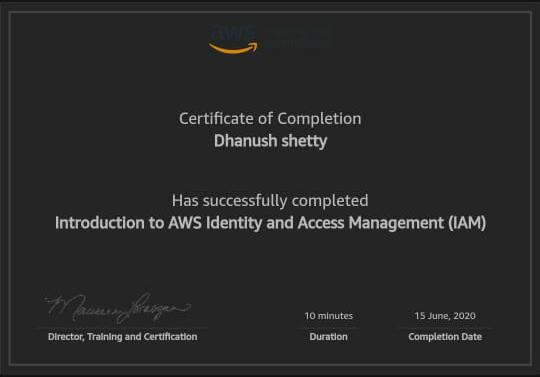 aws
Certificate of Completion
Dhanush shetty
Has successfully completed
Introduction to AWS Identity and Access Management (IAM)
10 minutes
15 June, 2020
Director, Training and Certification
Duration
Completion Date